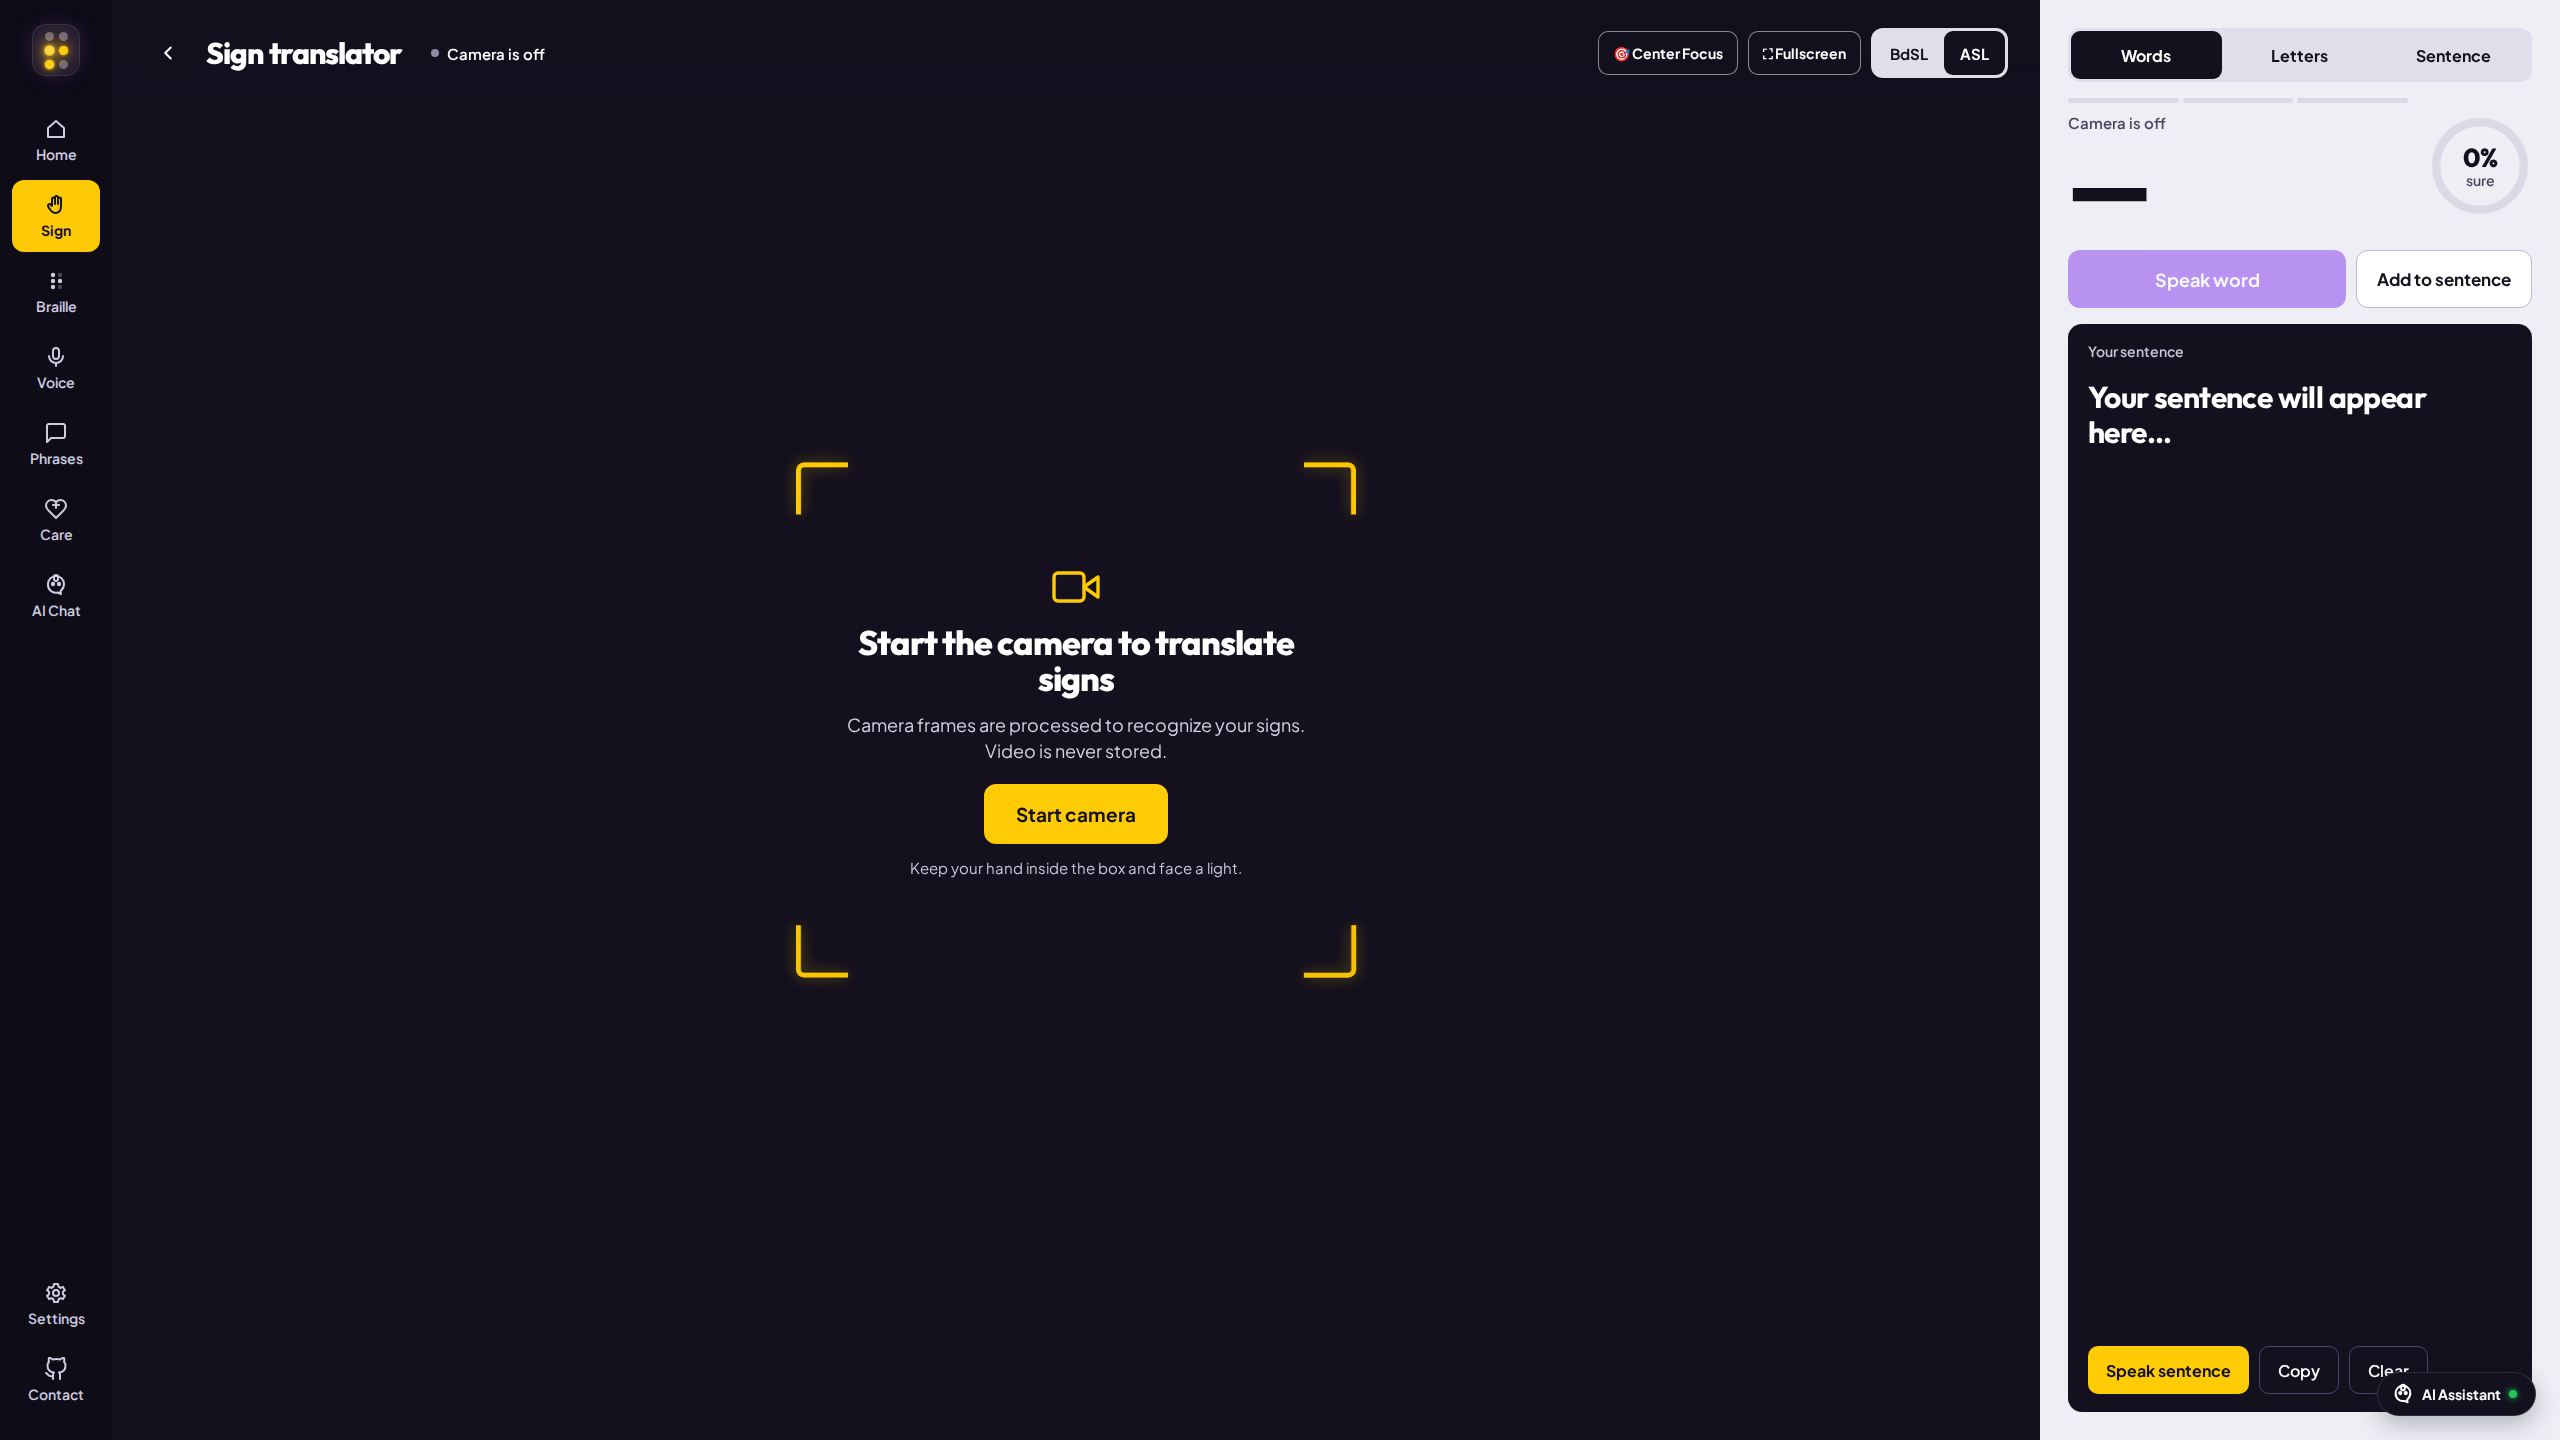 Home
Sign
Braille
Voice
Phrases
Care
AI Chat
Settings
Contact
Sign translator
Camera is off
🎯 Center Focus
⛶ Fullscreen
BdSL
ASL
Start the camera to translate
signs
Camera frames are processed to recognize your signs.
Video is never stored.
Start camera
Keep your hand inside the box and face a light.
Words
Letters
Sentence
Camera is off
0%
sure
—
Speak word
Add to sentence
Your sentence
Your sentence will appear
here...
Speak sentence
Copy
Clear
AI Assistant